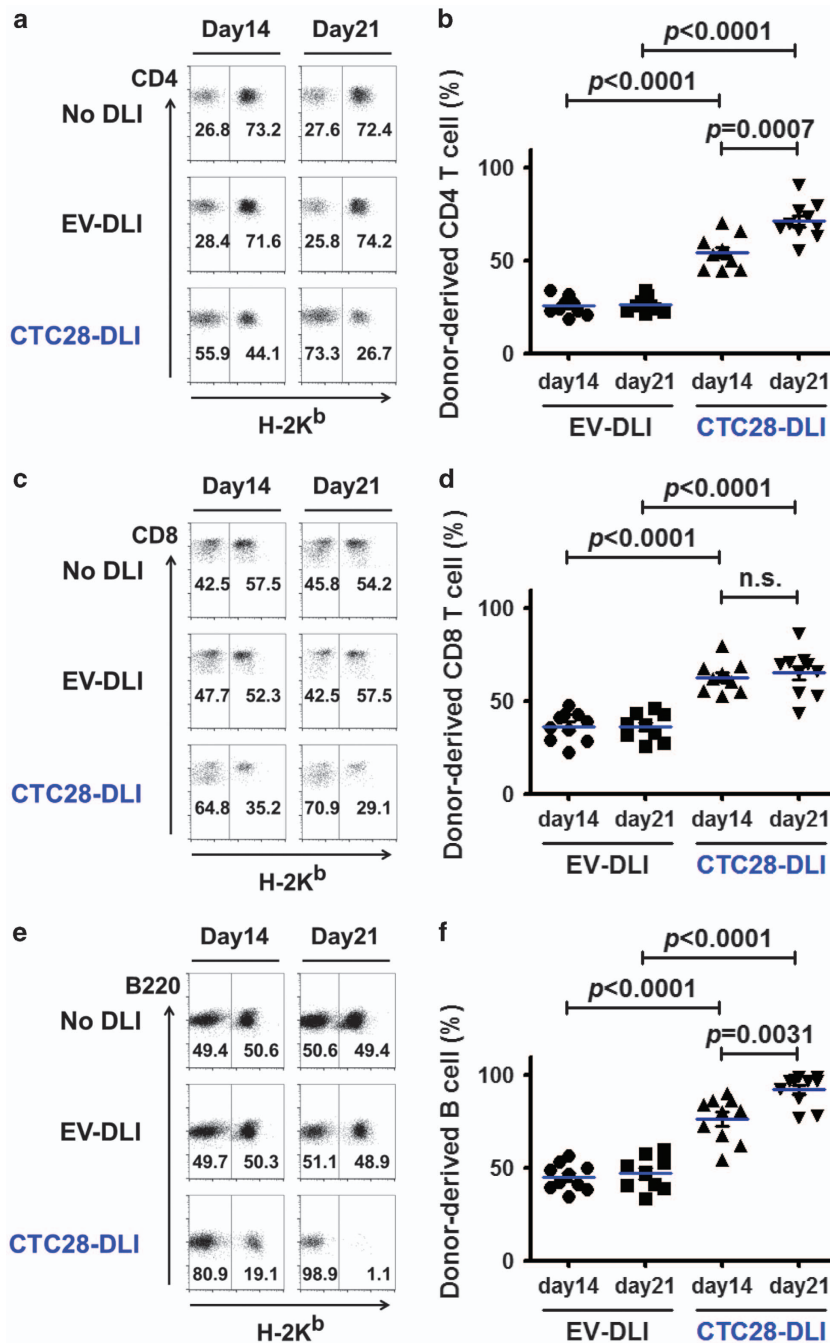 a
Day14 Day21
CD4
No DLI
26.8 73.2 27.6 72.4
EV-DLI
28.4 71.6 25.8 74.2
CTC28-DLI
55.9 44.1 73.3 26.7
H-2Kb
b
p<0.0001
p<0.0001
p=0.0007
Donor-derived CD4 T cell (%)
100
50
0
day14 day21 day14 day21
EV-DLI CTC28-DLI
c
Day14 Day21
CD8
No DLI
42.5 57.5 45.8 54.2
EV-DLI
47.7 52.3 42.5 57.5
CTC28-DLI
64.8 35.2 70.9 29.1
H-2Kb
d
p<0.0001
p<0.0001
n.s.
Donor-derived CD8 T cell (%)
100
50
0
day14 day21 day14 day21
EV-DLI CTC28-DLI
e
Day14 Day21
B220
No DLI
49.4 50.6 50.6 49.4
EV-DLI
49.7 50.3 51.1 48.9
CTC28-DLI
80.9 19.1 98.9 1.1
H-2Kb
f
p<0.0001
p<0.0001
p=0.0031
Donor-derived B cell (%)
100
50
0
day14 day21 day14 day21
EV-DLI CTC28-DLI